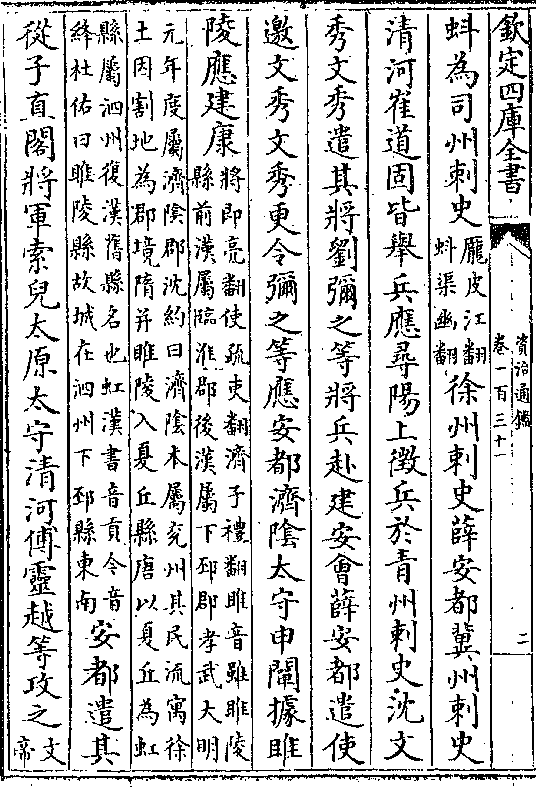 欽定四庫全書
資治通鑑
卷一百三十一
二
蚪為司州刺史
龎皮江翻
蚪渠幽翻
徐州刺史薛安都冀州刺史
清河崔道固皆舉兵應尋陽上徵兵於青州刺史沈文
秀文秀遣其將劉彌之等將兵赴建安會薛安都遣使
邀文秀文秀更令彌之等應安都濟隂太守申闡據睢
陵應建康
將即亮翻使疏吏翻濟子禮翻睢音雖睢陵
縣前漢屬臨淮郡後漢屬下邳郡孝武大明
元年度屬濟隂郡沈約曰濟隂本屬兖州其民流寓徐
土因割地為郡境隋并睢陵入夏丘縣唐以夏丘為虹
縣屬泗州復漢舊縣名也虹漢書音貢今音
絳杜佑曰睢陵縣故城在泗州下邳縣東南
安都遣其
從子直閣將軍索兒太原太守清河傅靈越等攻之
文
帝